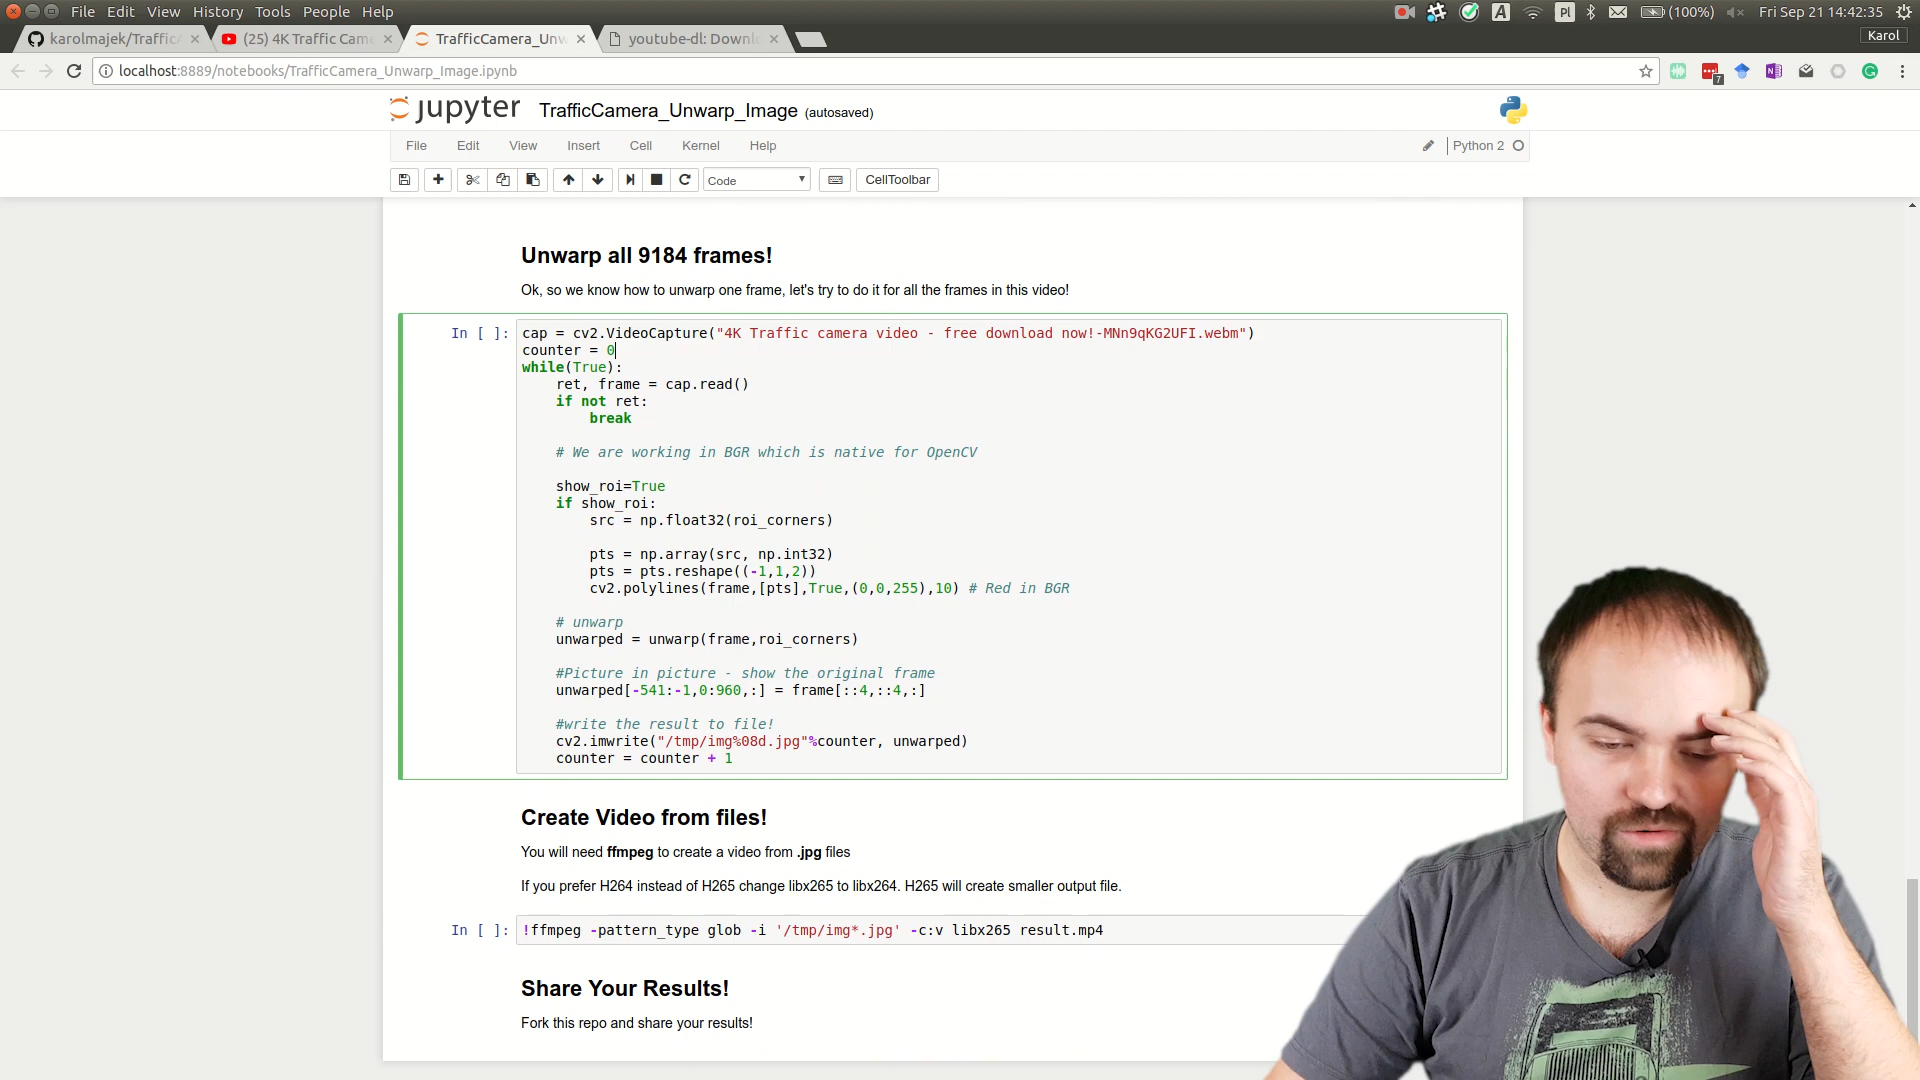 File Edit View History Tools People Help
A Pl (100%) Fri Sep 21 14:42:35
karolmajek/Traffic
(25) 4K Traffic Cam
TrafficCamera_Unw
youtube-dl: Downl
Karol
localhost:8889/notebooks/TrafficCamera_Unwarp_Image.ipynb
7
jupyter TrafficCamera_Unwarp_Image (autosaved)
File Edit View Insert Cell Kernel Help
Python 2
Code
CellToolbar
Unwarp all 9184 frames!
Ok, so we know how to unwarp one frame, let's try to do it for all the frames in this video!
In [ ]: cap = cv2.VideoCapture("4K Traffic camera video - free download now!-MNn9qKG2UFI.webm")
counter = 0
while(True):
ret, frame = cap.read()
if not ret:
break
# We are working in BGR which is native for OpenCV
show_roi=True
if show_roi:
src = np.float32(roi_corners)
pts = np.array(src, np.int32)
pts = pts.reshape((-1,1,2))
cv2.polylines(frame,[pts],True,(0,0,255),10) # Red in BGR
# unwarp
unwarped = unwarp(frame,roi_corners)
#Picture in picture - show the original frame
unwarped[-541:-1,0:960,:] = frame[::4,::4,:]
#write the result to file!
cv2.imwrite("/tmp/img%08d.jpg"%counter, unwarped)
counter = counter + 1
Create Video from files!
You will need ffmpeg to create a video from .jpg files
If you prefer H264 instead of H265 change libx265 to libx264. H265 will create smaller output file.
In [ ]: !ffmpeg -pattern_type glob -i '/tmp/img*.jpg' -c:v libx265 result.mp4
Share Your Results!
Fork this repo and share your results!